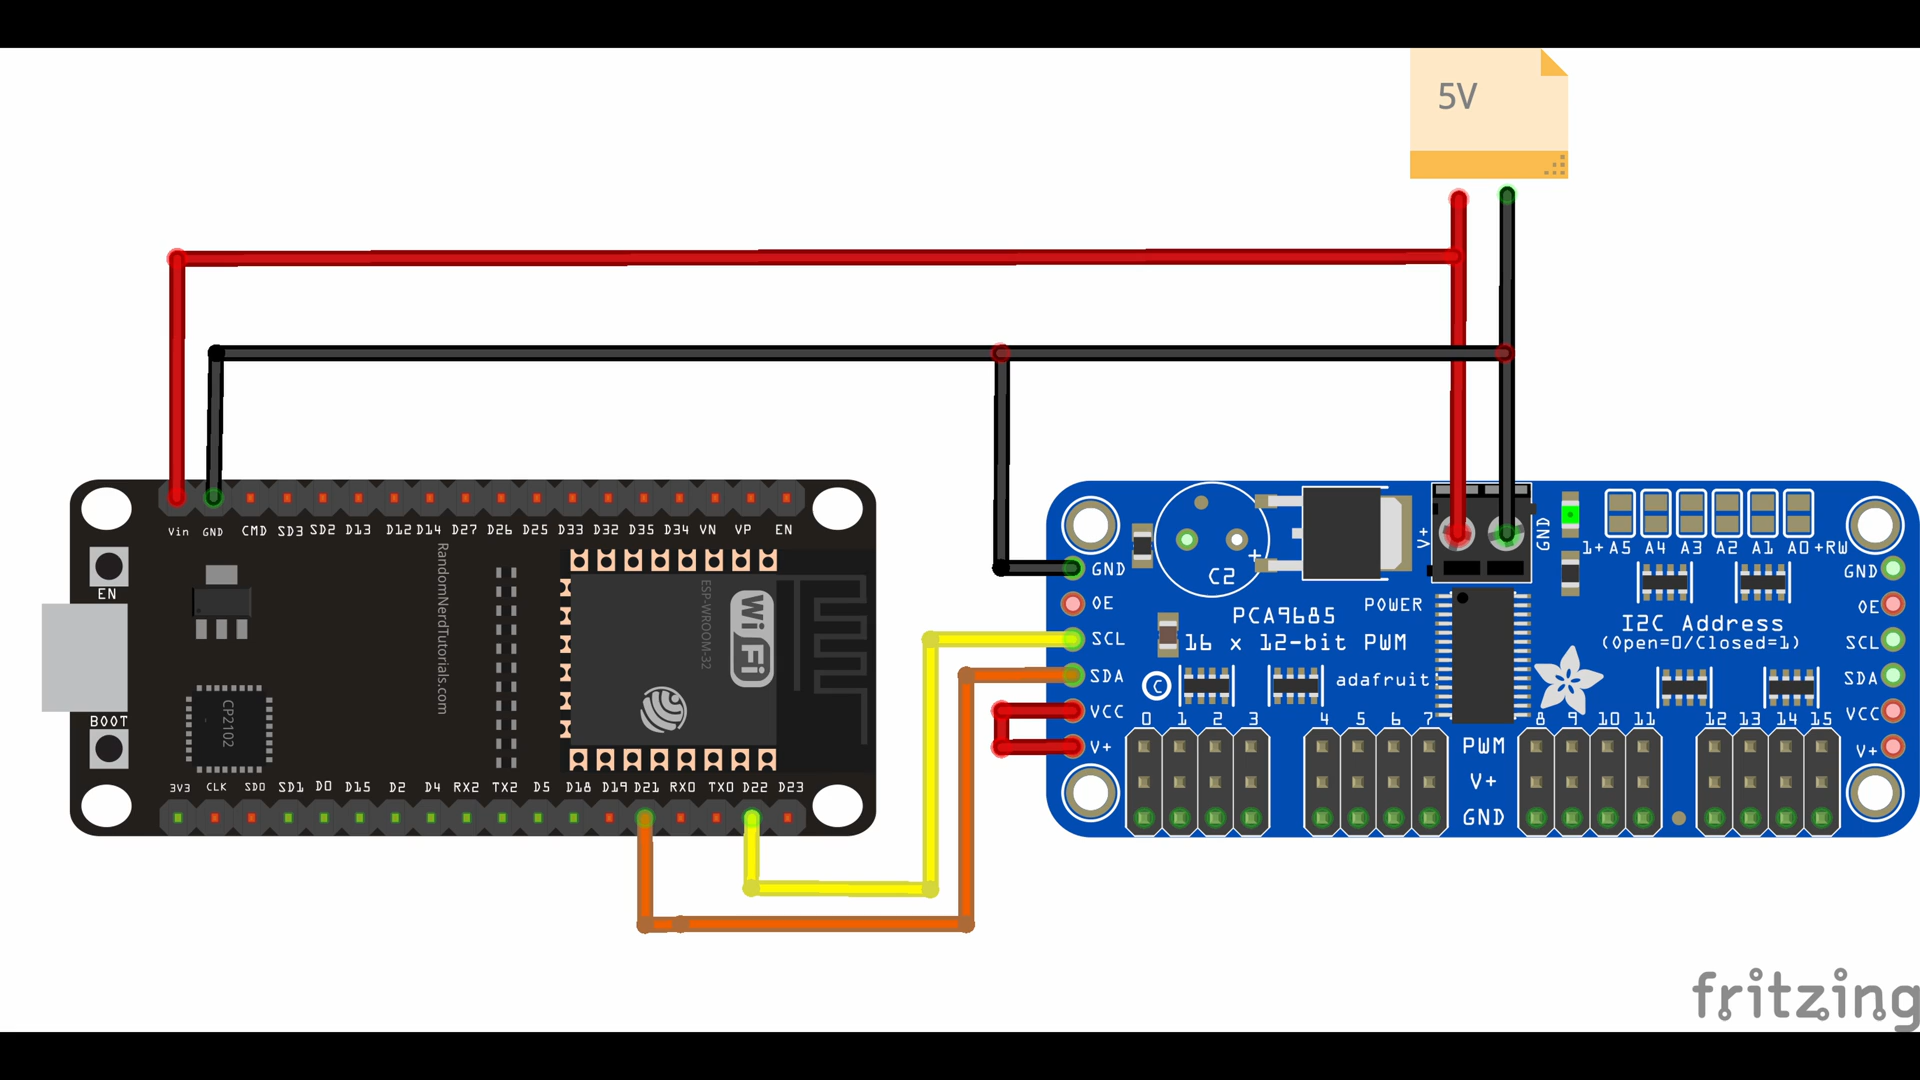 5V
Vin GND CMD SD3 SD2 D13 D12 D14 D27 D26 D25 D33 D32 D35 D34 VN VP EN
EN
BOOT
RandomNerdTutorials.com
CP2102
ESP-WROOM-32
WiFi
3V3 CLK SD0 SD1 D0 D15 D2 D4 RX2 TX2 D5 D18 D19 D21 RX0 TX0 D22 D23
GND
OE
SCL
SDA
VCC
V+
C2
+
V+
GND
POWER
PCA9685
16 x 12-bit PWM
adafruit
C
1+ A5 A4 A3 A2 A1 A0 +RW
I2C Address
(Open=0/Closed=1)
GND
OE
SCL
SDA
VCC
V+
0 1 2 3 4 5 6 7 8 9 10 11 12 13 14 15
PWM
V+
GND
fritzing